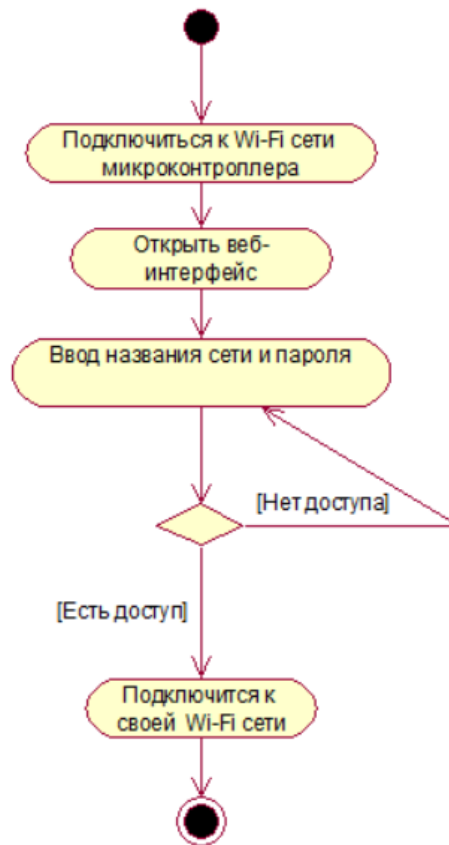 Подключиться к Wi-Fi сети
микроконтроллера
Открыть веб-
интерфейс
Ввод названия сети и пароля
[Нет доступа]
[Есть доступ]
Подключится к
своей Wi-Fi сети